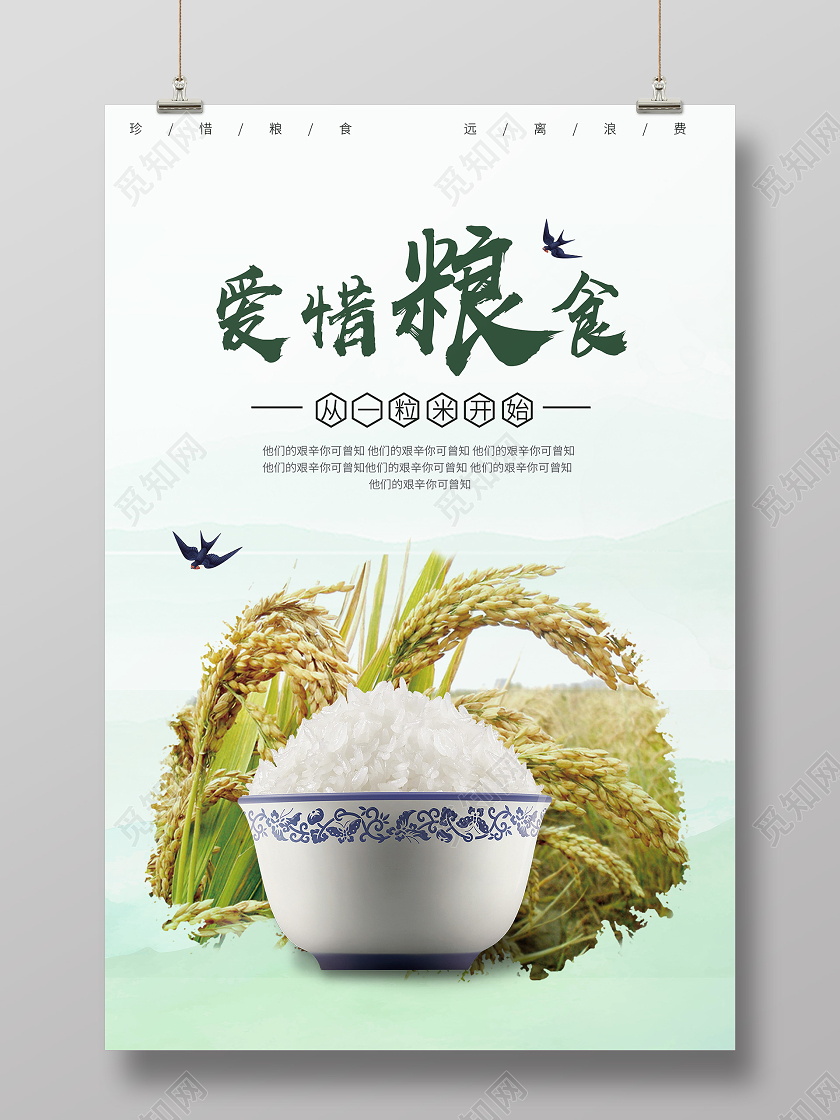 珍 / 惜 / 粮 / 食 远 / 离 / 浪 / 费
爱惜粮食
从一粒米开始
他们的艰辛你可曾知 他们的艰辛你可曾知 他们的艰辛你可曾知
他们的艰辛你可曾知他们的艰辛你可曾知 他们的艰辛你可曾知
他们的艰辛你可曾知
觅知网